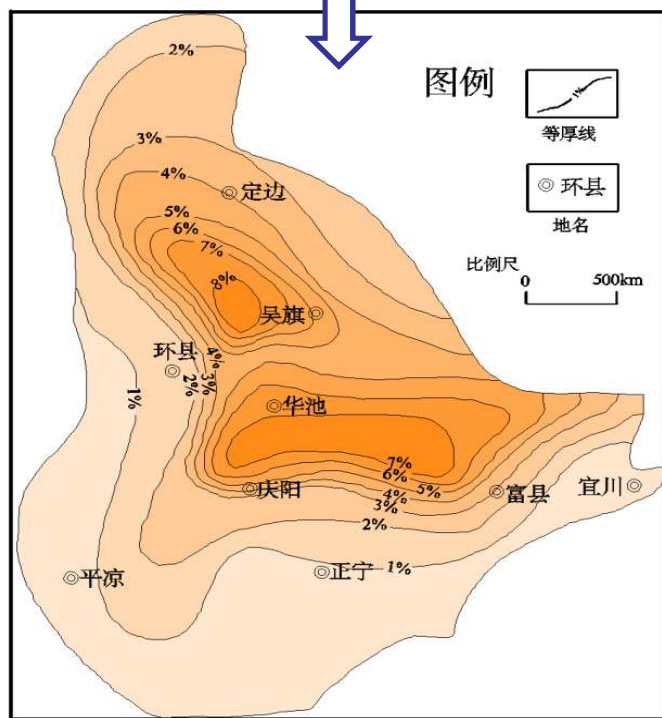 图例
1%
等厚线
环县
地名
比例尺
0 500km
2%
3%
4%
定边
5%
6%
7%
8%
吴旗
4%
环县
3%
2%
1%
华池
7%
6%
5%
庆阳
4%
3%
富县
宜川
2%
1%
正宁
平凉